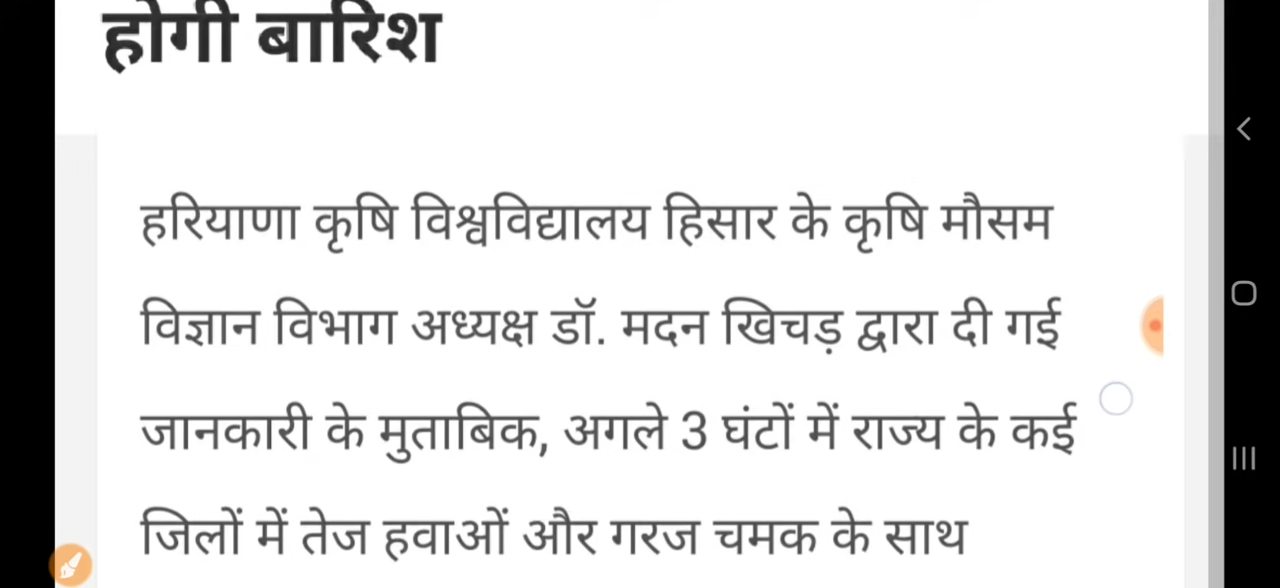 होगी बारिश
हरियाणा कृषि विश्वविद्यालय हिसार के कृषि मौसम
विज्ञान विभाग अध्यक्ष डॉ. मदन खिचड़ द्वारा दी गई
जानकारी के मुताबिक, अगले 3 घंटों में राज्य के कई
जिलों में तेज हवाओं और गरज चमक के साथ